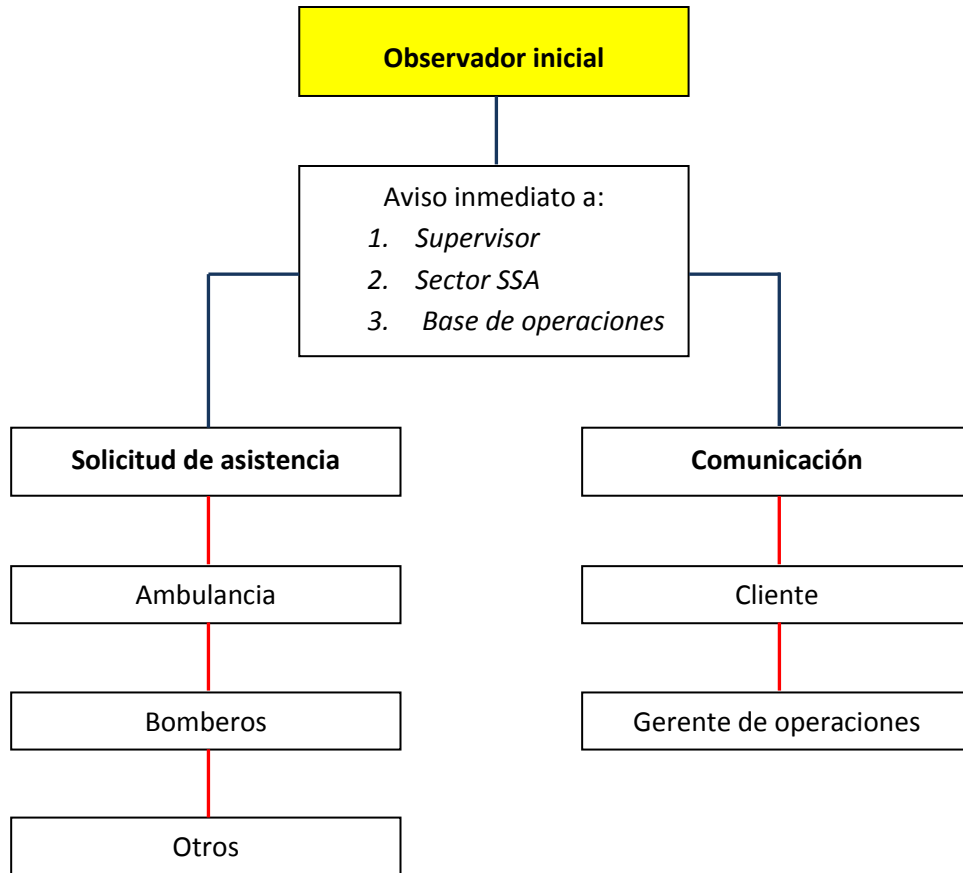 Observador inicial
Aviso inmediato a:
1. Supervisor
2. Sector SSA
3. Base de operaciones
Solicitud de asistencia
Comunicación
Ambulancia
Cliente
Bomberos
Gerente de operaciones
Otros